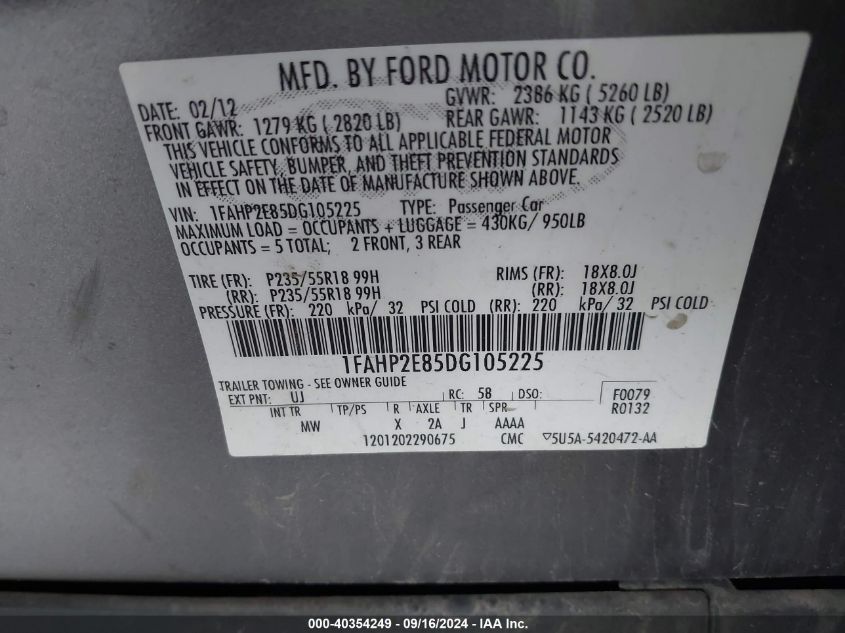 MFD. BY FORD MOTOR CO.
DATE: 02/12 GVWR: 2386 KG ( 5260 LB)
FRONT GAWR: 1279 KG ( 2820 LB) REAR GAWR: 1143 KG ( 2520 LB)
THIS VEHICLE CONFORMS TO ALL APPLICABLE FEDERAL MOTOR
VEHICLE SAFETY, BUMPER, AND THEFT PREVENTION STANDARDS
IN EFFECT ON THE DATE OF MANUFACTURE SHOWN ABOVE.
VIN: 1FAHP2E85DG105225 TYPE: Passenger Car
MAXIMUM LOAD = OCCUPANTS + LUGGAGE = 430KG/ 950LB
OCCUPANTS = 5 TOTAL; 2 FRONT, 3 REAR
TIRE (FR): P235/55R18 99H RIMS (FR): 18X8.0J
(RR): P235/55R18 99H (RR): 18X8.0J
PRESSURE (FR): 220 kPa/ 32 PSI COLD (RR): 220 kPa/ 32 PSI COLD
1FAHP2E85DG105225
TRAILER TOWING - SEE OWNER GUIDE
EXT PNT: UJ RC: 58 DSO: F0079
INT TR TP/PS R AXLE TR SPR R0132
MW X 2A J AAAA
1201202290675 CMC ▽5U5A-5420472-AA
000-40354249 - 09/16/2024 - IAA Inc.